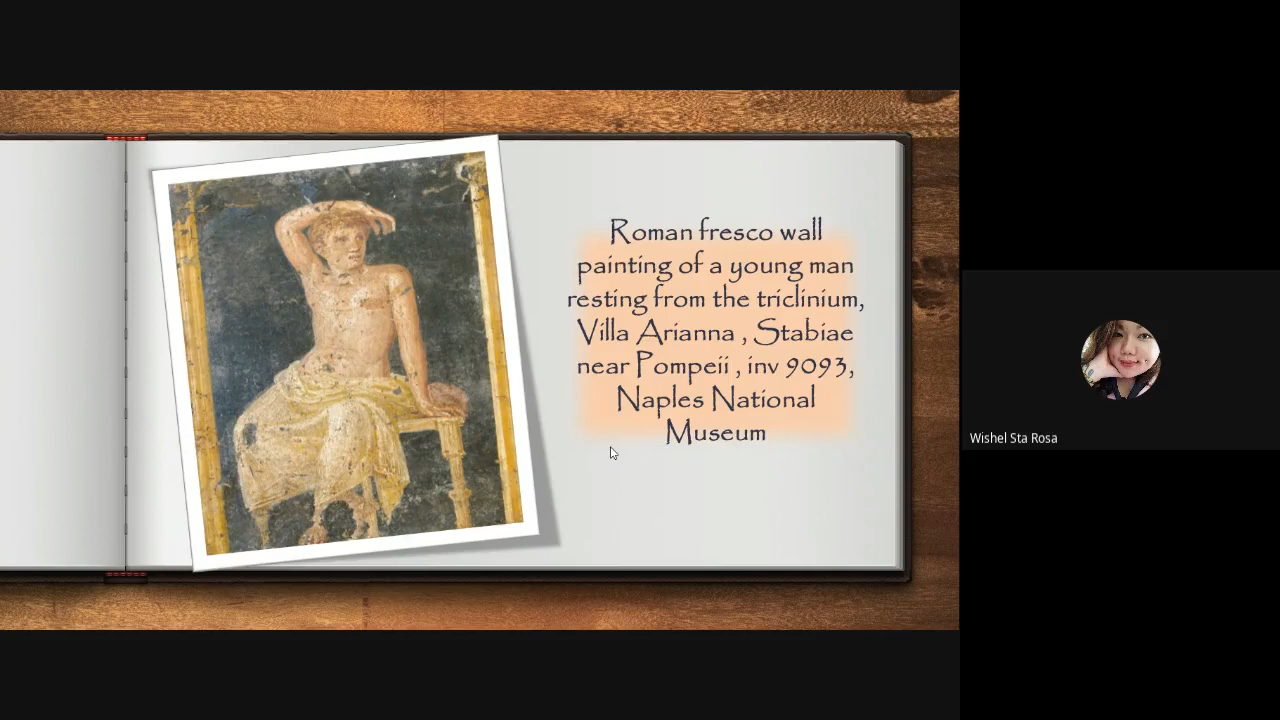 Roman fresco wall
painting of a young man
resting from the triclinium,
Villa Arianna , Stabiae
near Pompeii , inv 9093,
Naples National
Museum
Wishel Sta Rosa